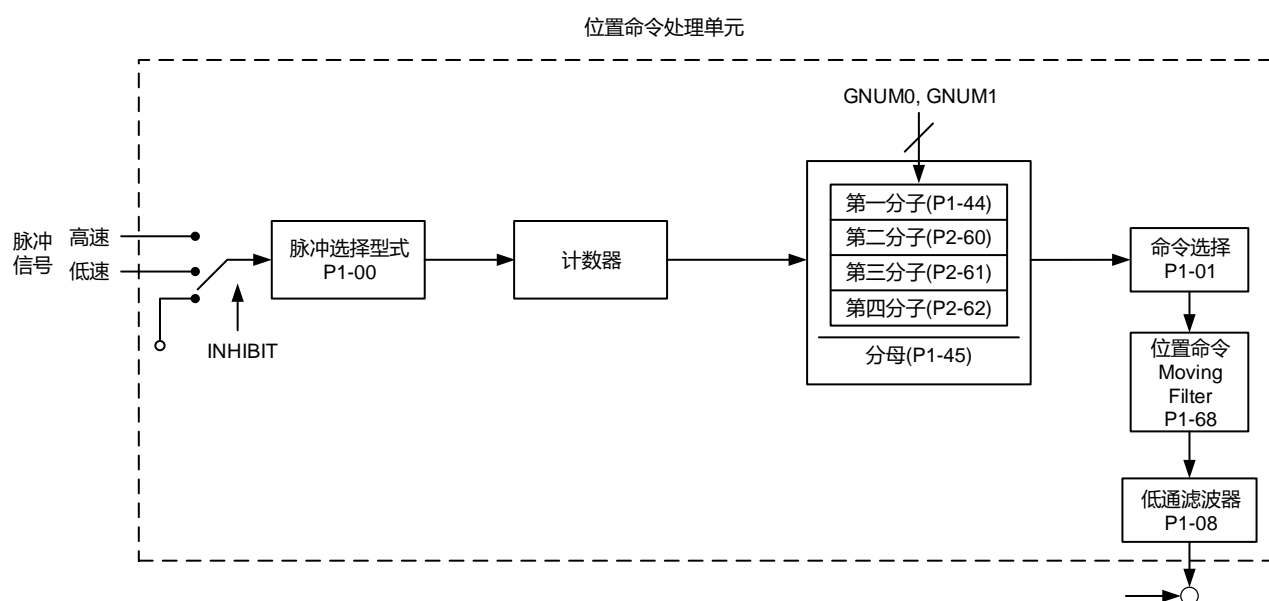 位置命令处理单元
GNUM0, GNUM1
脉冲
信号
高速
低速
INHIBIT
脉冲选择型式
P1-00
计数器
第一分子(P1-44)
第二分子(P2-60)
第三分子(P2-61)
第四分子(P2-62)
分母(P1-45)
命令选择
P1-01
位置命令
Moving
Filter
P1-68
低通滤波器
P1-08